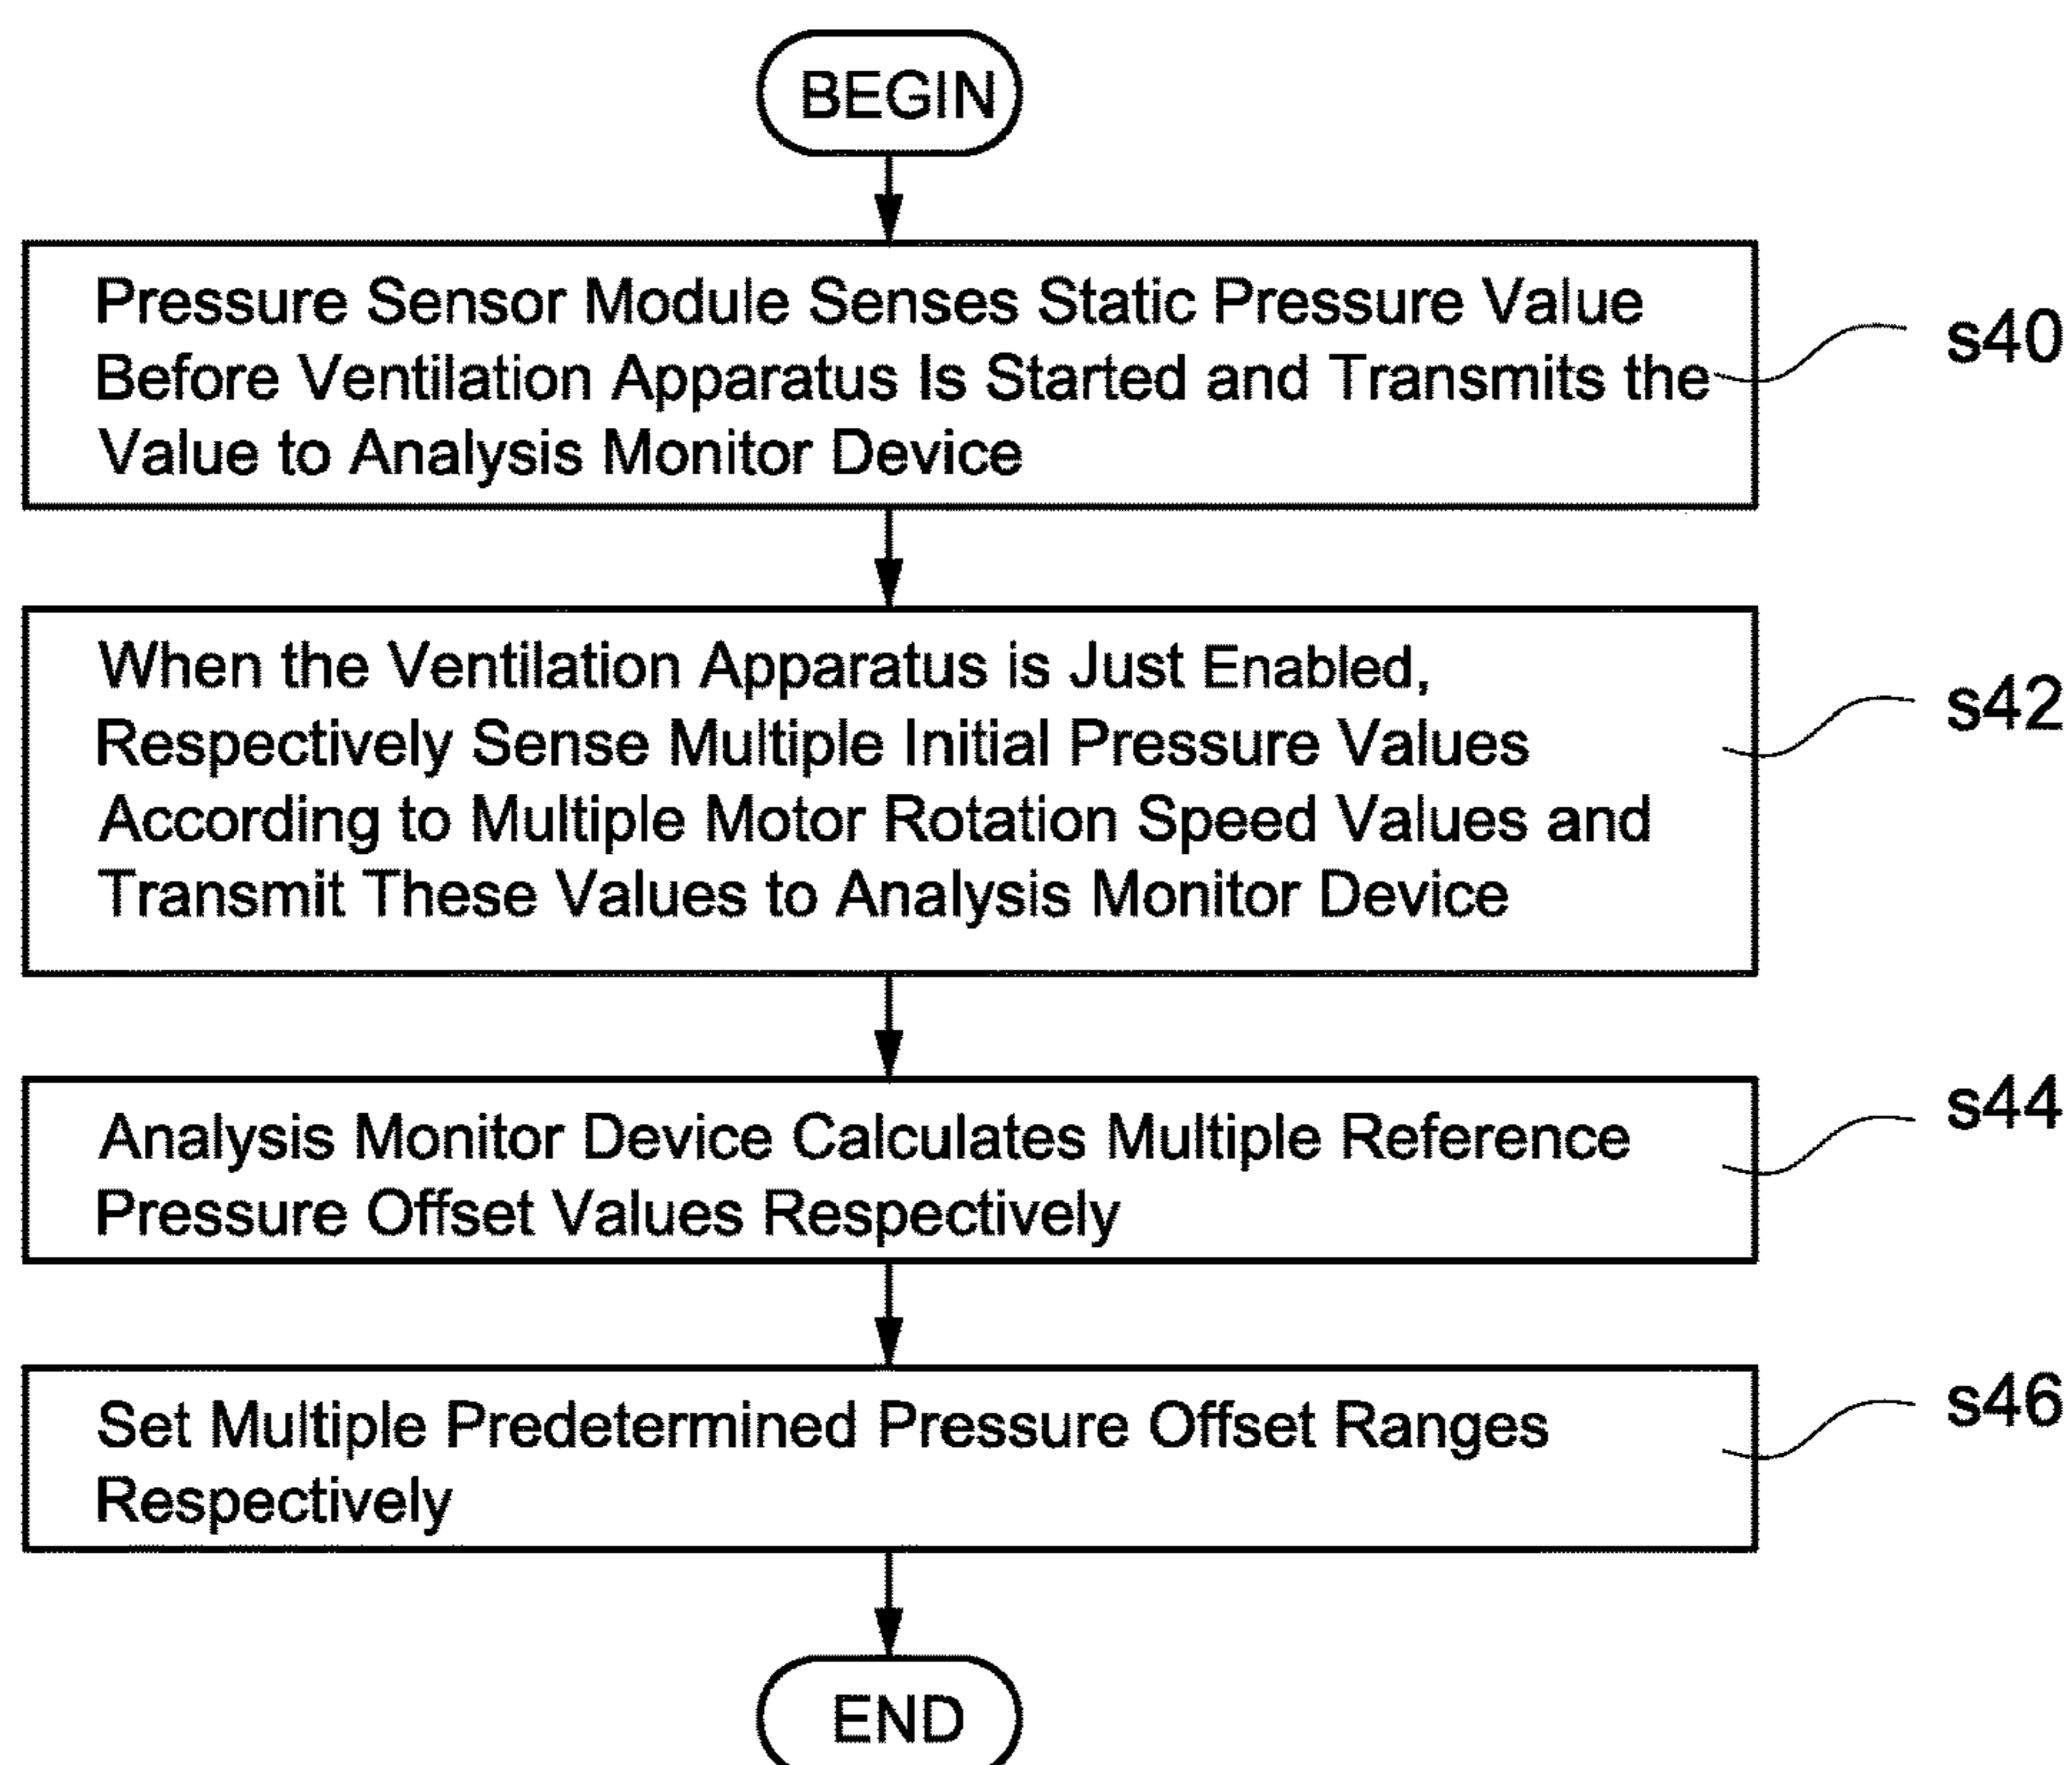 BEGIN
Pressure Sensor Module Senses Static Pressure Value
Before Ventilation Apparatus Is Started and Transmits the
Value to Analysis Monitor Device
s40
When the Ventilation Apparatus is Just Enabled,
Respectively Sense Multiple Initial Pressure Values
According to Multiple Motor Rotation Speed Values and
Transmit These Values to Analysis Monitor Device
s42
Analysis Monitor Device Calculates Multiple Reference
Pressure Offset Values Respectively
s44
Set Multiple Predetermined Pressure Offset Ranges
Respectively
s46
END